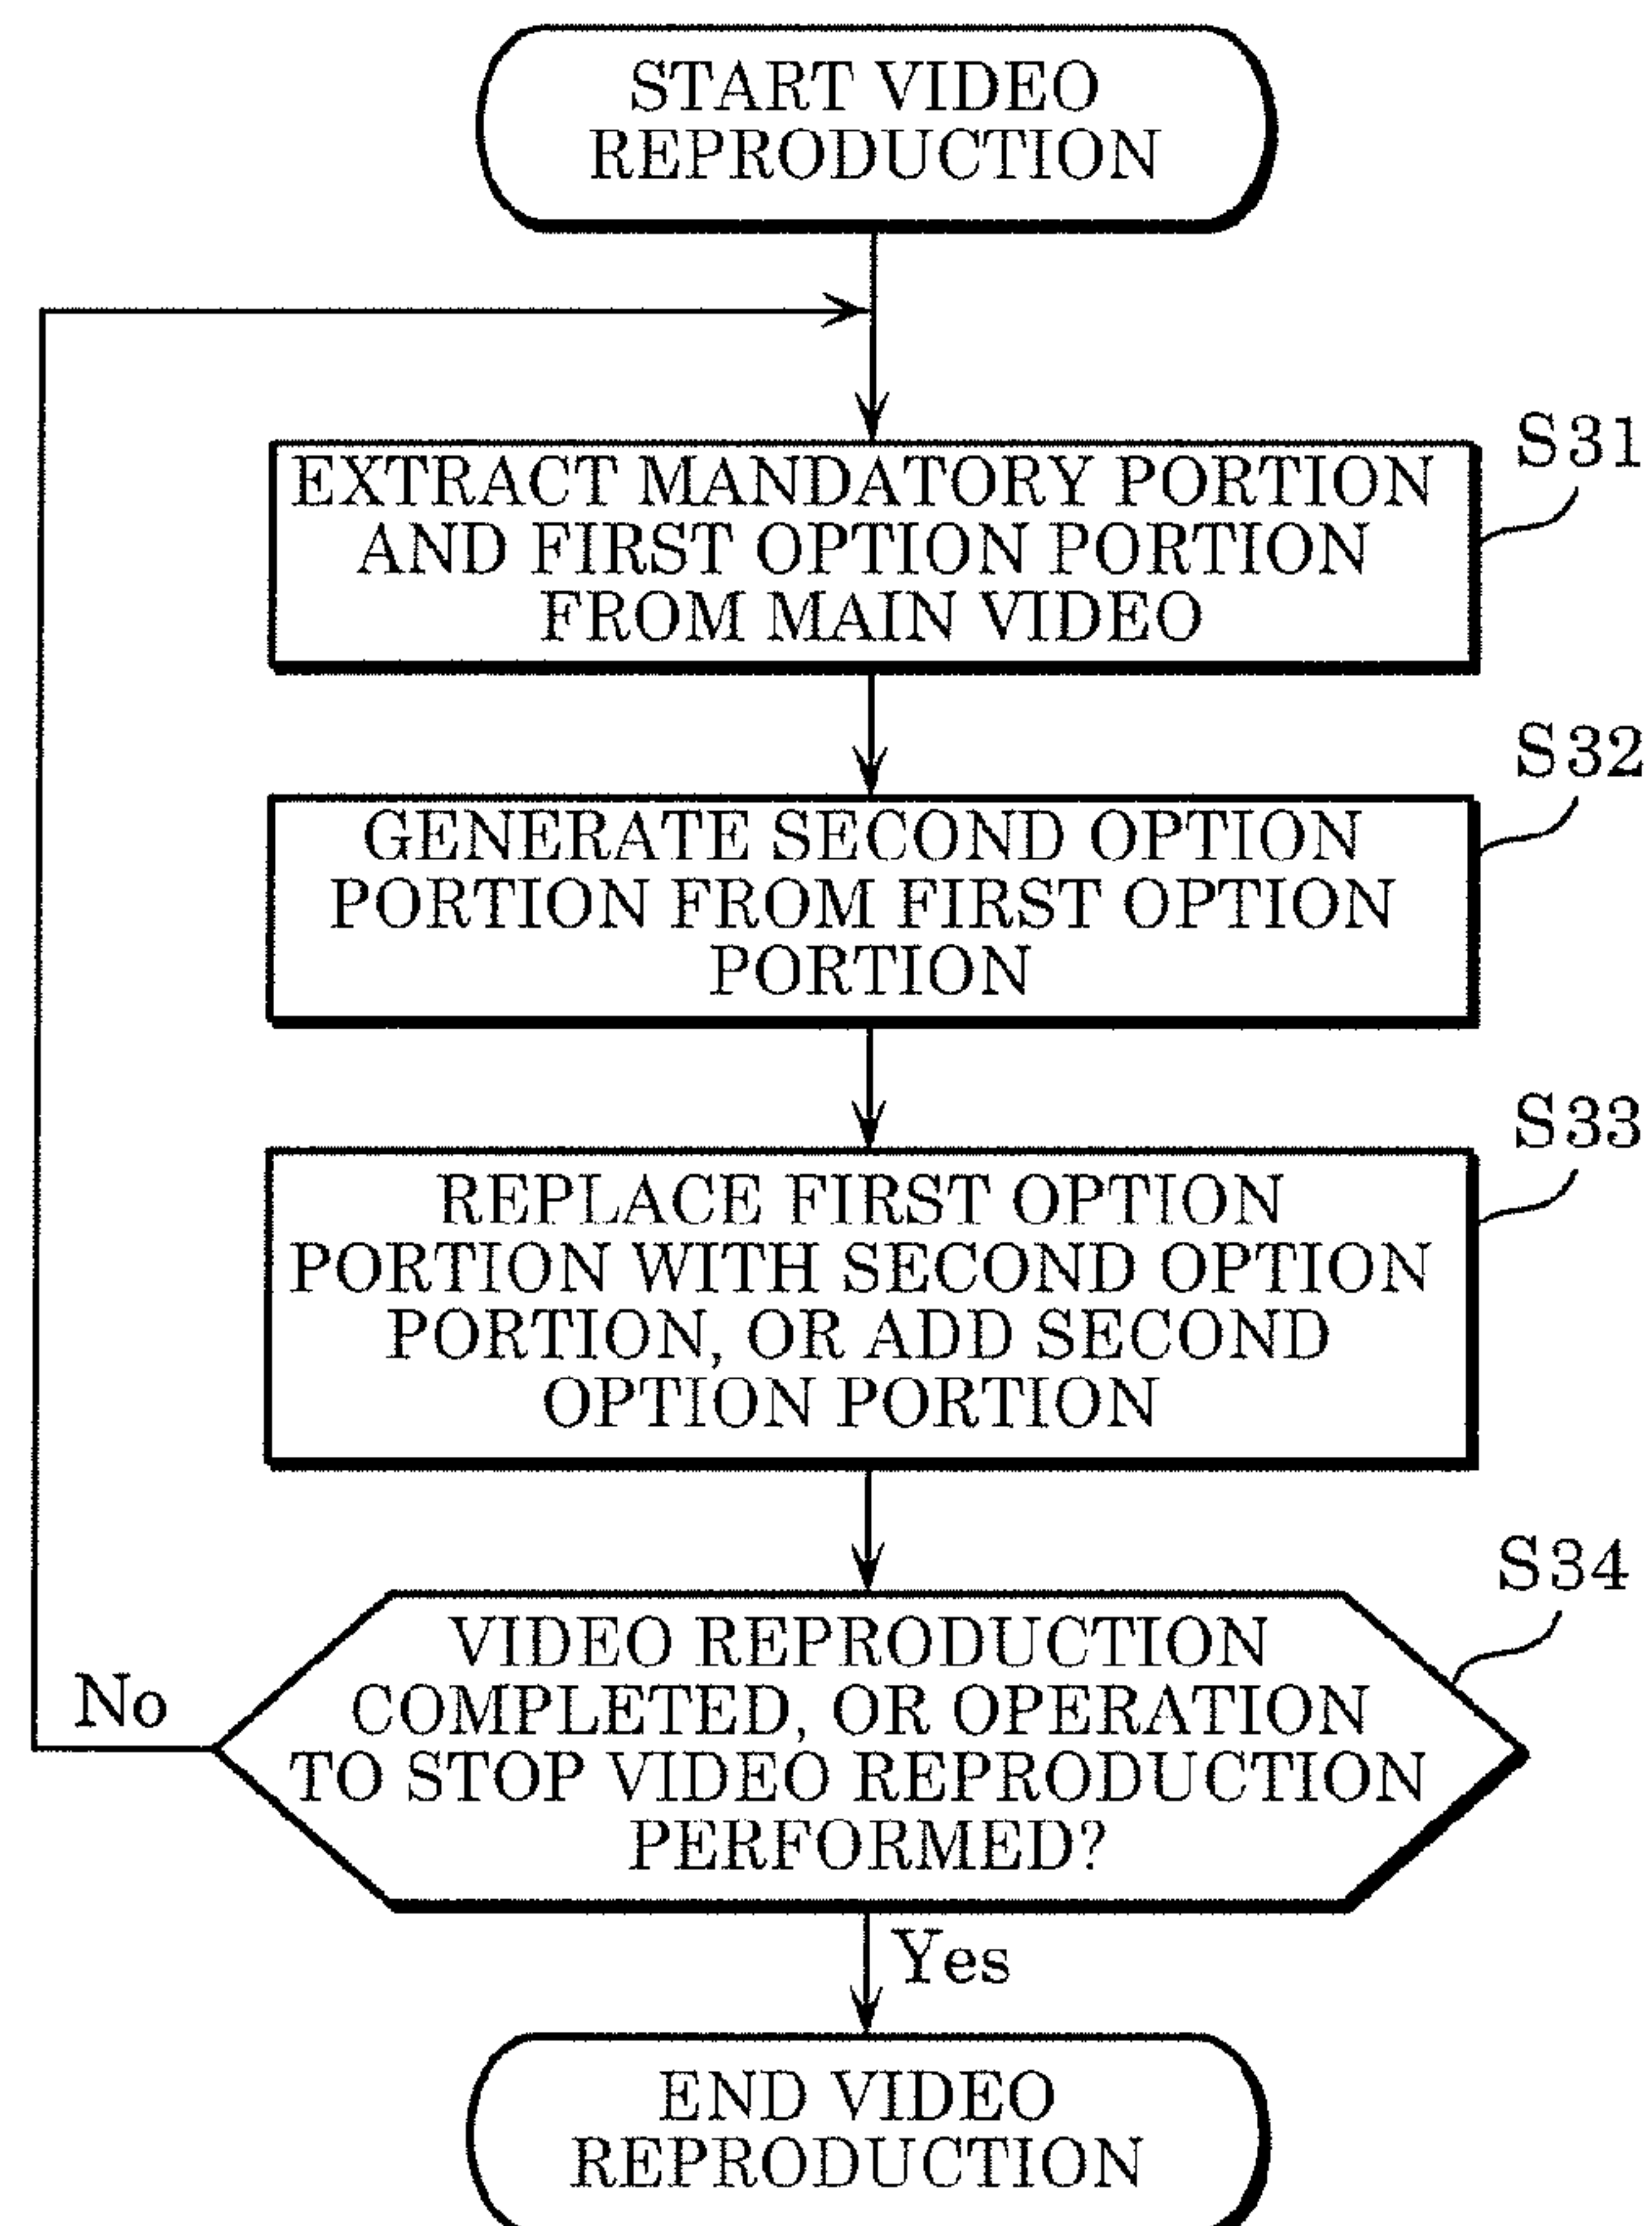 START VIDEO
REPRODUCTION
S31
EXTRACT MANDATORY PORTION
AND FIRST OPTION PORTION
FROM MAIN VIDEO
S32
GENERATE SECOND OPTION
PORTION FROM FIRST OPTION
PORTION
S33
REPLACE FIRST OPTION
PORTION WITH SECOND OPTION
PORTION, OR ADD SECOND
OPTION PORTION
S34
VIDEO REPRODUCTION
COMPLETED, OR OPERATION
TO STOP VIDEO REPRODUCTION
PERFORMED?
No
Yes
END VIDEO
REPRODUCTION